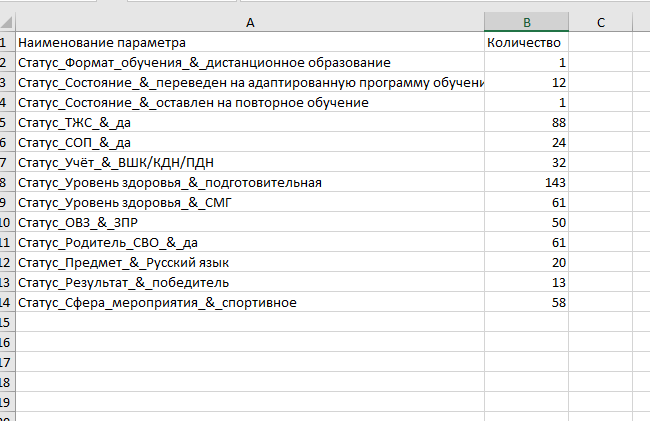 A B C
1 Наименование параметра Количество
2 Статус_Формат_обучения_&_дистанционное образование 1
3 Статус_Состояние_&_переведен на адаптированную программу обучени 12
4 Статус_Состояние_&_оставлен на повторное обучение 1
5 Статус_ТЖС_&_да 88
6 Статус_СОП_&_да 24
7 Статус_Учёт_&_ВШК/КДН/ПДН 32
8 Статус_Уровень здоровья_&_подготовительная 143
9 Статус_Уровень здоровья_&_СМГ 61
10 Статус_ОВЗ_&_ЗПР 50
11 Статус_Родитель_СВО_&_да 61
12 Статус_Предмет_&_Русский язык 20
13 Статус_Результат_&_победитель 13
14 Статус_Сфера_мероприятия_&_спортивное 58
15
16
17
18
19